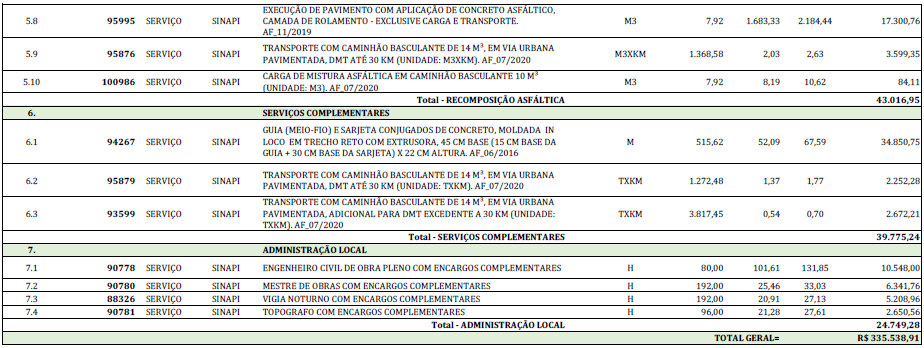 EXECUÇÃO DE PAVIMENTO COM APLICAÇÃO DE CONCRETO ASFÁLTICO,
5.8 95995 SERVIÇO SINAPI CAMADA DE ROLAMENTO - EXCLUSIVE CARGA E TRANSPORTE. M3 7,92 1.683,33 2.184,44 17.300,76
AF_11/2019
5.9 95876 SERVIÇO SINAPI TRANSPORTE COM CAMINHÃO BASCULANTE DE 14 M³, EM VIA URBANA M3XKM 1.368,58 2,03 2,63 3.599,35
PAVIMENTADA, DMT ATÉ 30 KM (UNIDADE: M3XKM). AF_07/2020
5.10 100986 SERVIÇO SINAPI CARGA DE MISTURA ASFÁLTICA EM CAMINHÃO BASCULANTE 10 M³ M3 7,92 8,19 10,62 84,11
(UNIDADE: M3). AF_07/2020
Total - RECOMPOSIÇÃO ASFÁLTICA 43.016,95
6. SERVIÇOS COMPLEMENTARES
GUIA (MEIO-FIO) E SARJETA CONJUGADOS DE CONCRETO, MOLDADA IN
6.1 94267 SERVIÇO SINAPI LOCO EM TRECHO RETO COM EXTRUSORA, 45 CM BASE (15 CM BASE DA M 515,62 52,09 67,59 34.850,75
GUIA + 30 CM BASE DA SARJETA) X 22 CM ALTURA. AF_06/2016
6.2 95879 SERVIÇO SINAPI TRANSPORTE COM CAMINHÃO BASCULANTE DE 14 M³, EM VIA URBANA TXKM 1.272,48 1,37 1,77 2.252,28
PAVIMENTADA, DMT ATÉ 30 KM (UNIDADE: TXKM). AF_07/2020
TRANSPORTE COM CAMINHÃO BASCULANTE DE 14 M³, EM VIA URBANA
6.3 93599 SERVIÇO SINAPI PAVIMENTADA, ADICIONAL PARA DMT EXCEDENTE A 30 KM (UNIDADE: TXKM 3.817,45 0,54 0,70 2.672,21
TXKM). AF_07/2020
Total - SERVIÇOS COMPLEMENTARES 39.775,24
7. ADMINISTRAÇÃO LOCAL
7.1 90778 SERVIÇO SINAPI ENGENHEIRO CIVIL DE OBRA PLENO COM ENCARGOS COMPLEMENTARES H 80,00 101,61 131,85 10.548,00
7.2 90780 SERVIÇO SINAPI MESTRE DE OBRAS COM ENCARGOS COMPLEMENTARES H 192,00 25,46 33,03 6.341,76
7.3 88326 SERVIÇO SINAPI VIGIA NOTURNO COM ENCARGOS COMPLEMENTARES H 192,00 20,91 27,13 5.208,96
7.4 90781 SERVIÇO SINAPI TOPOGRAFO COM ENCARGOS COMPLEMENTARES H 96,00 21,28 27,61 2.650,56
Total - ADMINISTRAÇÃO LOCAL 24.749,28
TOTAL GERAL= R$ 335.538,91